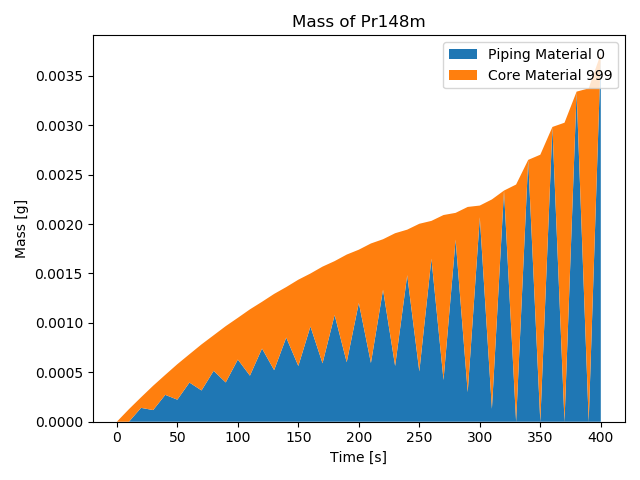 Mass of Pr148m
Piping Material 0
Core Material 999
Mass [g]
0.0035
0.0030
0.0025
0.0020
0.0015
0.0010
0.0005
0.0000
0 50 100 150 200 250 300 350 400
Time [s]